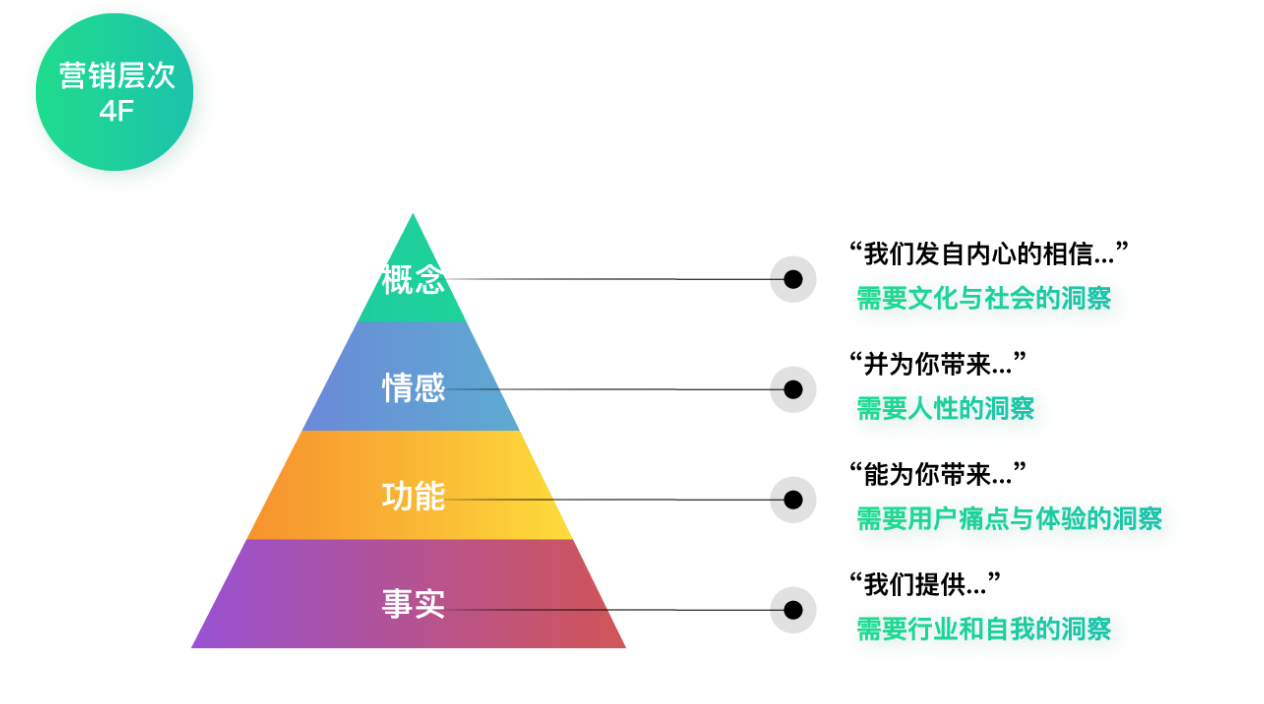 营销层次
4F
概念
“我们发自内心的相信...”
需要文化与社会的洞察
情感
“并为你带来...”
需要人性的洞察
功能
“能为你带来...”
需要用户痛点与体验的洞察
事实
“我们提供...”
需要行业和自我的洞察